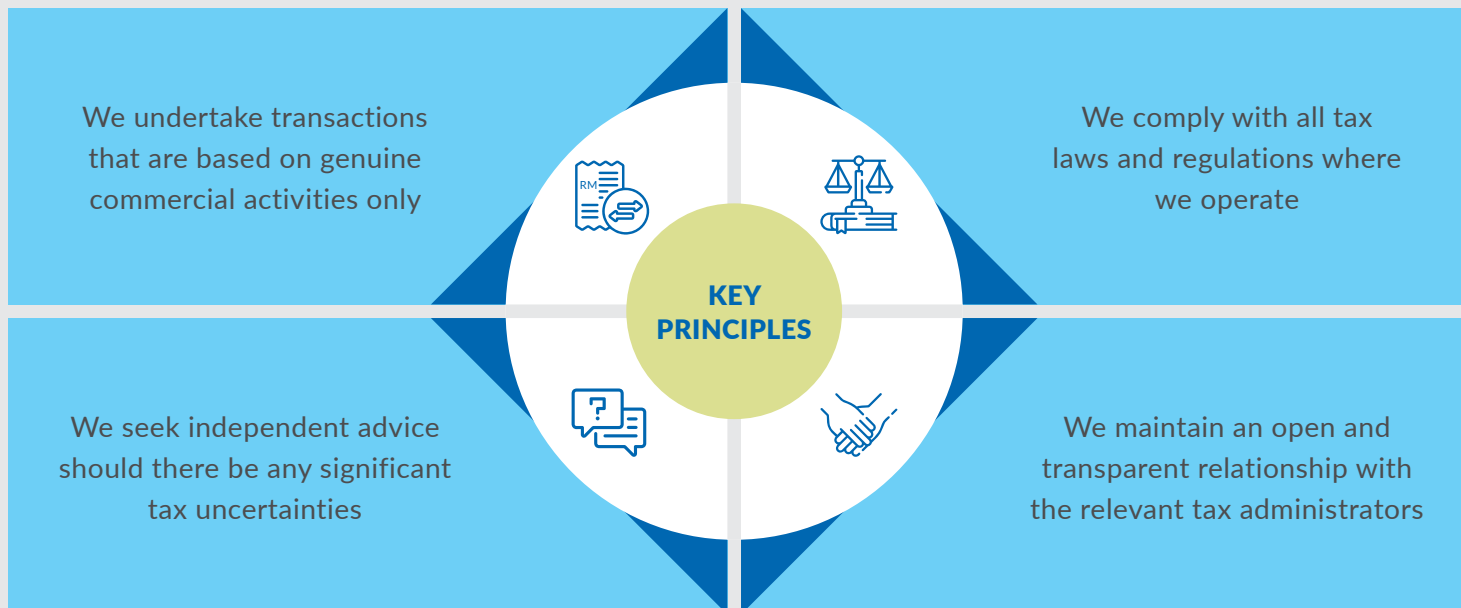 We undertake transactions
that are based on genuine
commercial activities only
We comply with all tax
laws and regulations where
we operate
RM
KEY
PRINCIPLES
?
We seek independent advice
should there be any significant
tax uncertainties
We maintain an open and
transparent relationship with
the relevant tax administrators